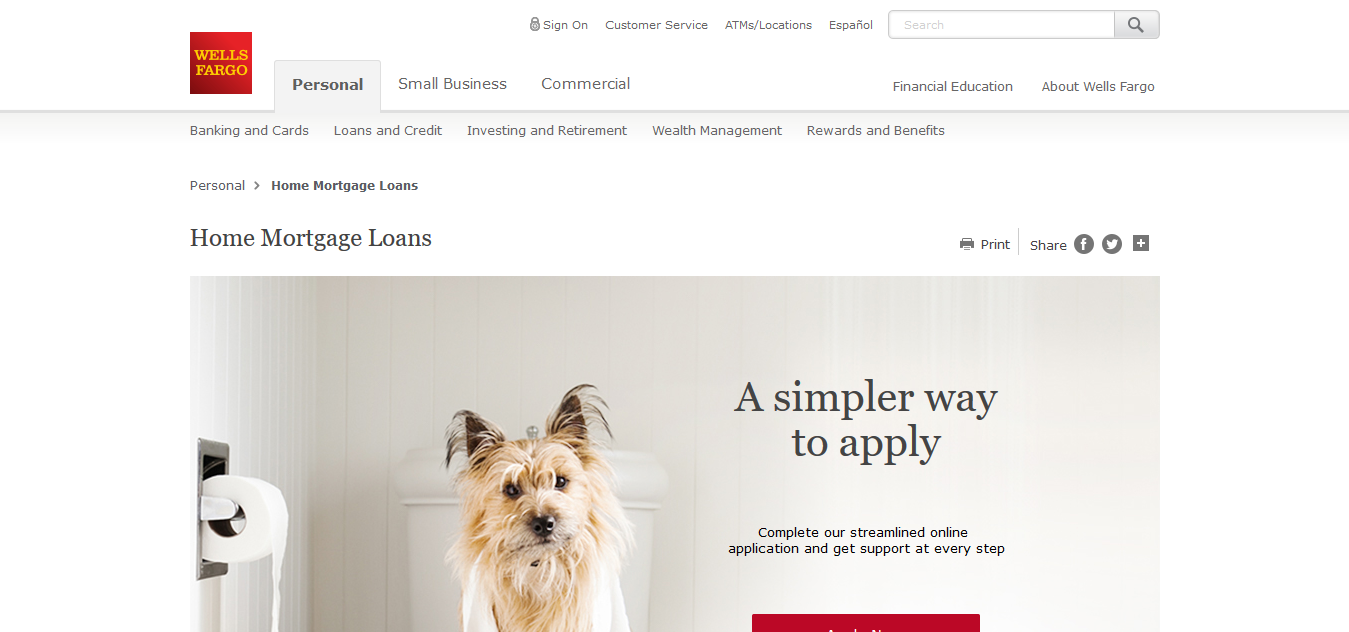 Sign On Customer Service ATMs/Locations Español Search
WELLS
FARGO
Personal Small Business Commercial Financial Education About Wells Fargo
Banking and Cards Loans and Credit Investing and Retirement Wealth Management Rewards and Benefits
Personal Home Mortgage Loans
Home Mortgage Loans
Print Share
A simpler way
to apply
Complete our streamlined online
application and get support at every step